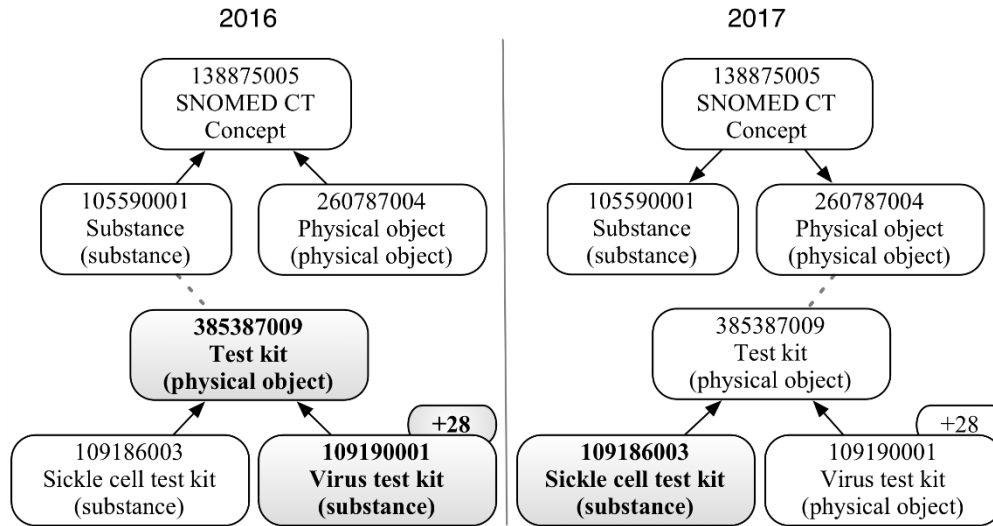 2016
138875005
SNOMED CT
Concept
105590001
Substance
(substance)
260787004
Physical object
(physical object)
385387009
Test kit
(physical object)
+28
109186003
Sickle cell test kit
(substance)
109190001
Virus test kit
(substance)
2017
138875005
SNOMED CT
Concept
105590001
Substance
(substance)
260787004
Physical object
(physical object)
385387009
Test kit
(physical object)
+28
109186003
Sickle cell test kit
(substance)
109190001
Virus test kit
(physical object)